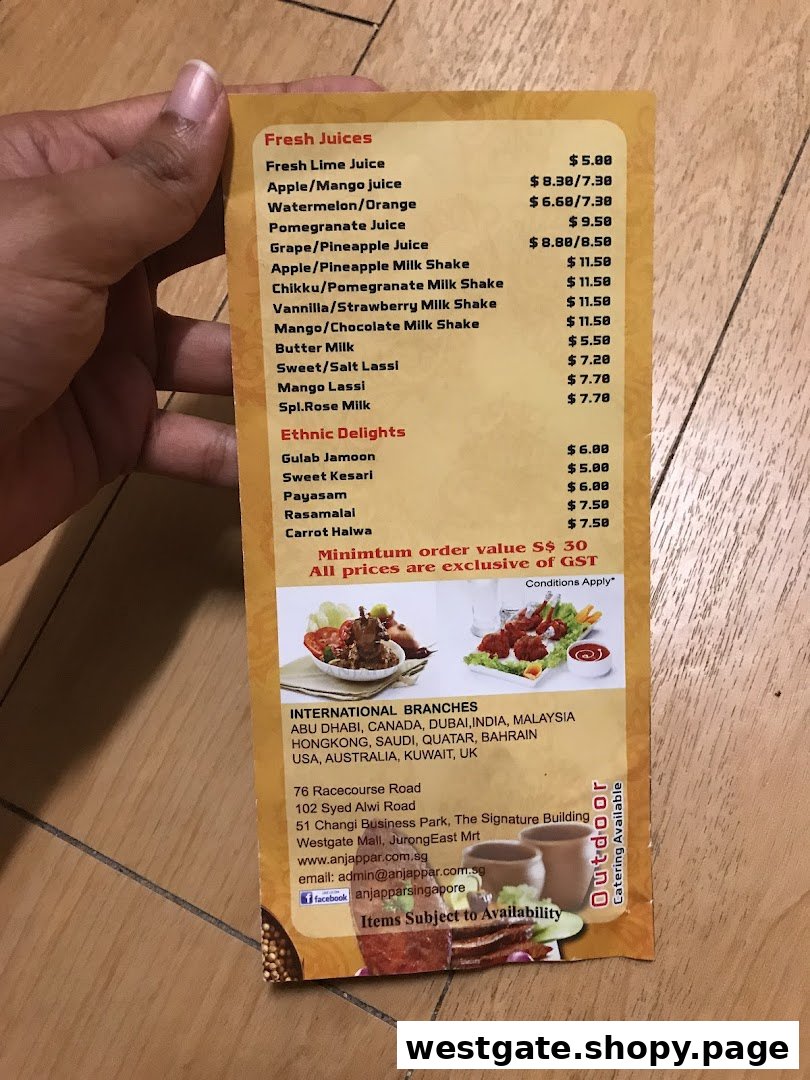 Fresh Juices
Fresh Lime Juice $ 5.00
Apple/Mango juice $ 8.30/7.30
Watermelon/Orange $ 6.60/7.30
Pomegranate Juice $ 9.50
Grape/Pineapple Juice $ 8.80/8.50
Apple/Pineapple Milk Shake $ 11.50
Chikku/Pomegranate Milk Shake $ 11.50
Vannilla/Strawberry Milk Shake $ 11.50
Mango/Chocolate Milk Shake $ 11.50
Butter Milk $ 5.50
Sweet/Salt Lassi $ 7.20
Mango Lassi $ 7.70
Spl.Rose Milk $ 7.70
Ethnic Delights
Gulab Jamoon $ 6.00
Sweet Kesari $ 5.00
Payasam $ 6.00
Rasamalai $ 7.50
Carrot Halwa $ 7.50
Minimtum order value S$ 30
All prices are exclusive of GST
Conditions Apply*
INTERNATIONAL BRANCHES
ABU DHABI, CANADA, DUBAI,INDIA, MALAYSIA
HONGKONG, SAUDI, QUATAR, BAHRAIN
USA, AUSTRALIA, KUWAIT, UK
76 Racecourse Road
102 Syed Alwi Road
51 Changi Business Park, The Signature Building
Westgate Mall, JurongEast Mrt
www.anjappar.com.sg
email: admin@anjappar.com.sg
facebook anjapparsingapore
Items Subject to Availability
Outdoor
Catering Available
westgate.shopy.page